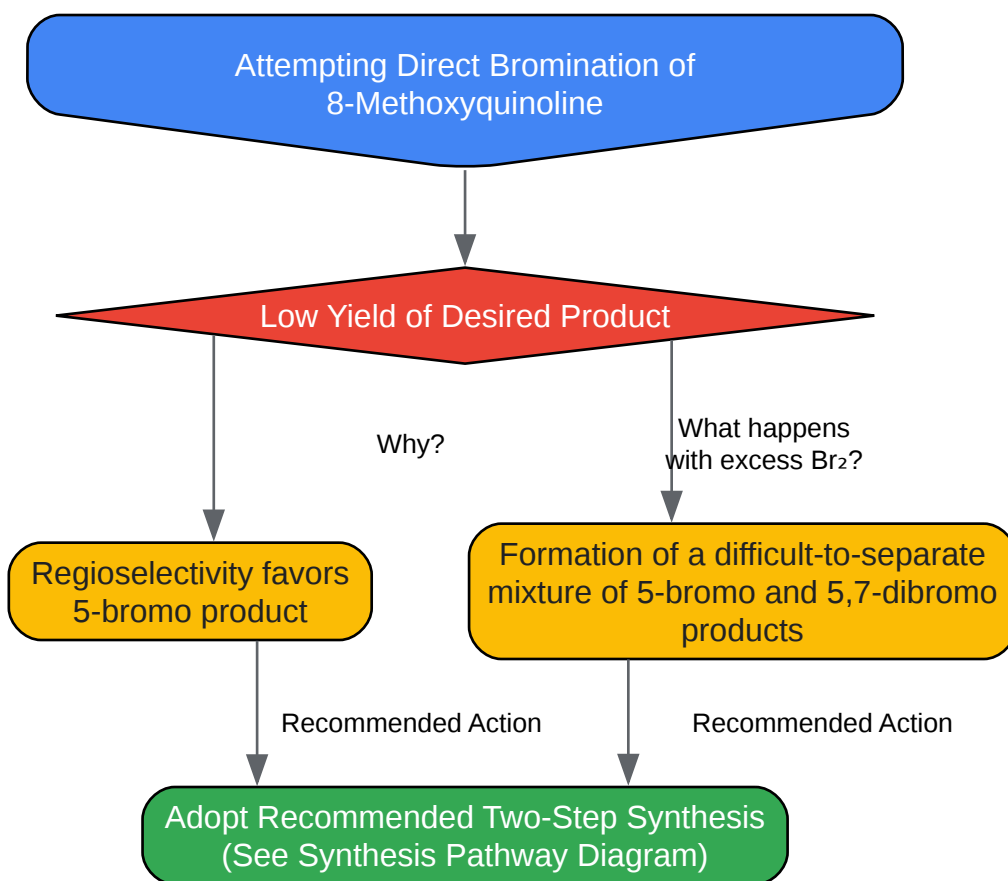 Attempting Direct Bromination of
8-Methoxyquinoline
Low Yield of Desired Product
Why?
What happens
with excess Br₂?
Regioselectivity favors
5-bromo product
Formation of a difficult-to-separate
mixture of 5-bromo and 5,7-dibromo
products
Recommended Action
Recommended Action
Adopt Recommended Two-Step Synthesis
(See Synthesis Pathway Diagram)